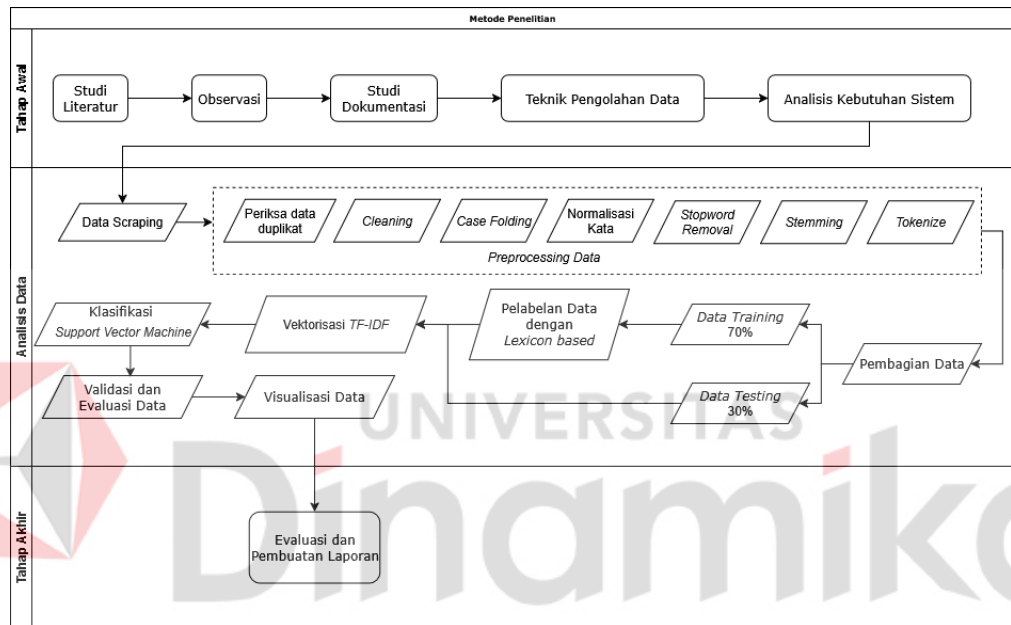 Metode Penelitian
Tahap Awal
Studi
Literatur
Observasi
Studi
Dokumentasi
Teknik Pengolahan Data
Analisis Kebutuhan Sistem
Analisis Data
Data Scraping
Periksa data
duplikat
Cleaning
Case Folding
Normalisasi
Kata
Stopword
Removal
Stemming
Tokenize
Preprocessing Data
Klasifikasi
Support Vector Machine
Vektorisasi TF-IDF
Pelabelan Data
dengan
Lexicon based
Data Training
70%
Pembagian Data
Validasi dan
Evaluasi Data
Visualisasi Data
Data Testing
30%
UNIVERSITAS
Dinamika
Tahap Akhir
Evaluasi dan
Pembuatan Laporan